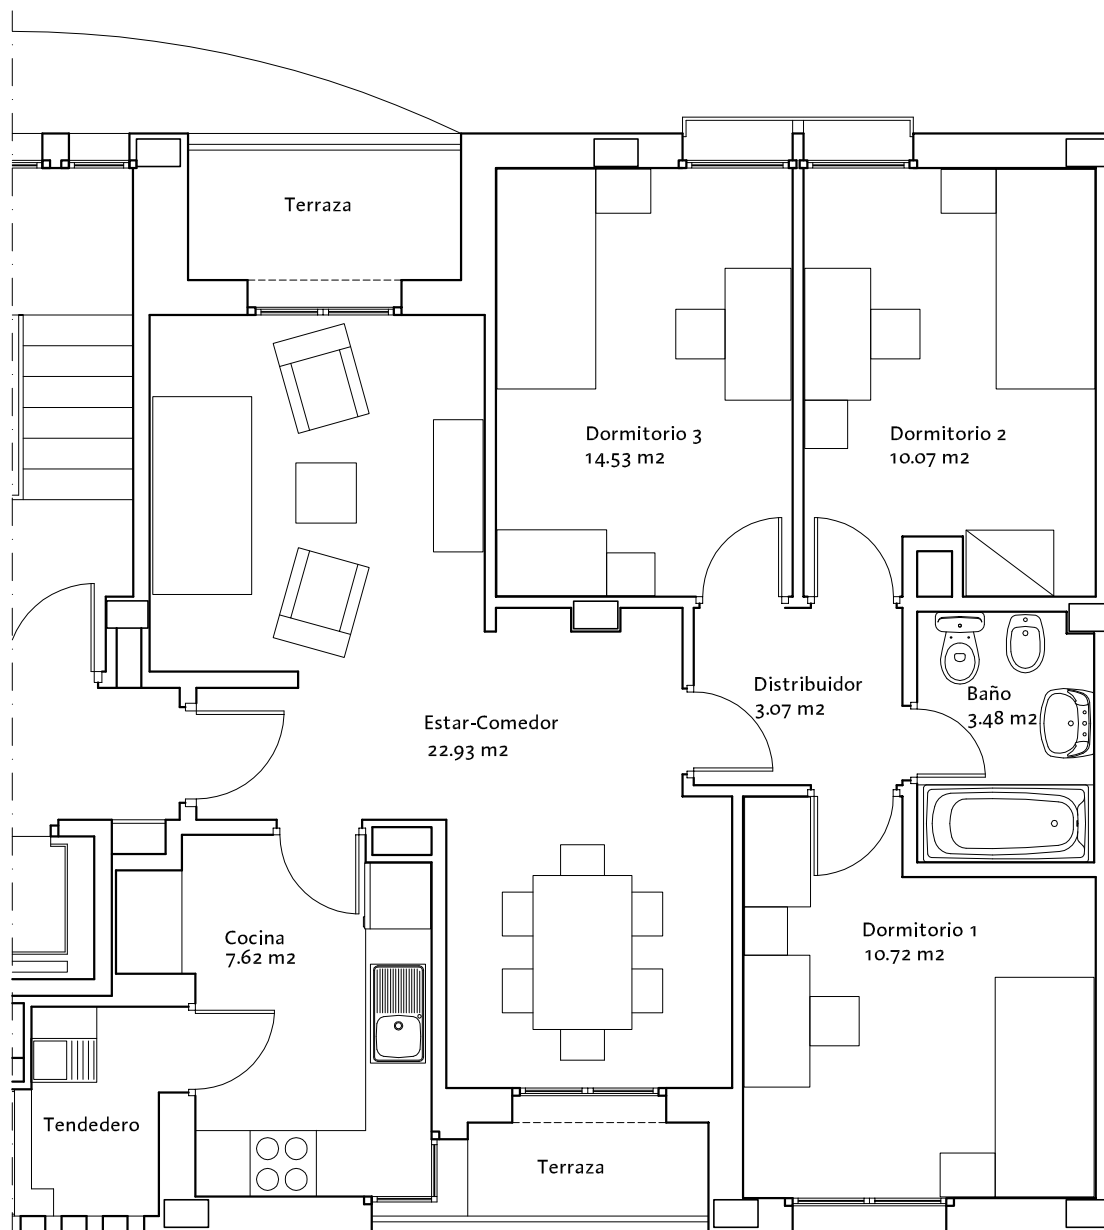 Terraza
Dormitorio 3
14.53 m2
Dormitorio 2
10.07 m2
Distribuidor
3.07 m2
Baño
3.48 m2
Estar-Comedor
22.93 m2
Cocina
7.62 m2
Dormitorio 1
10.72 m2
Tendedero
Terraza